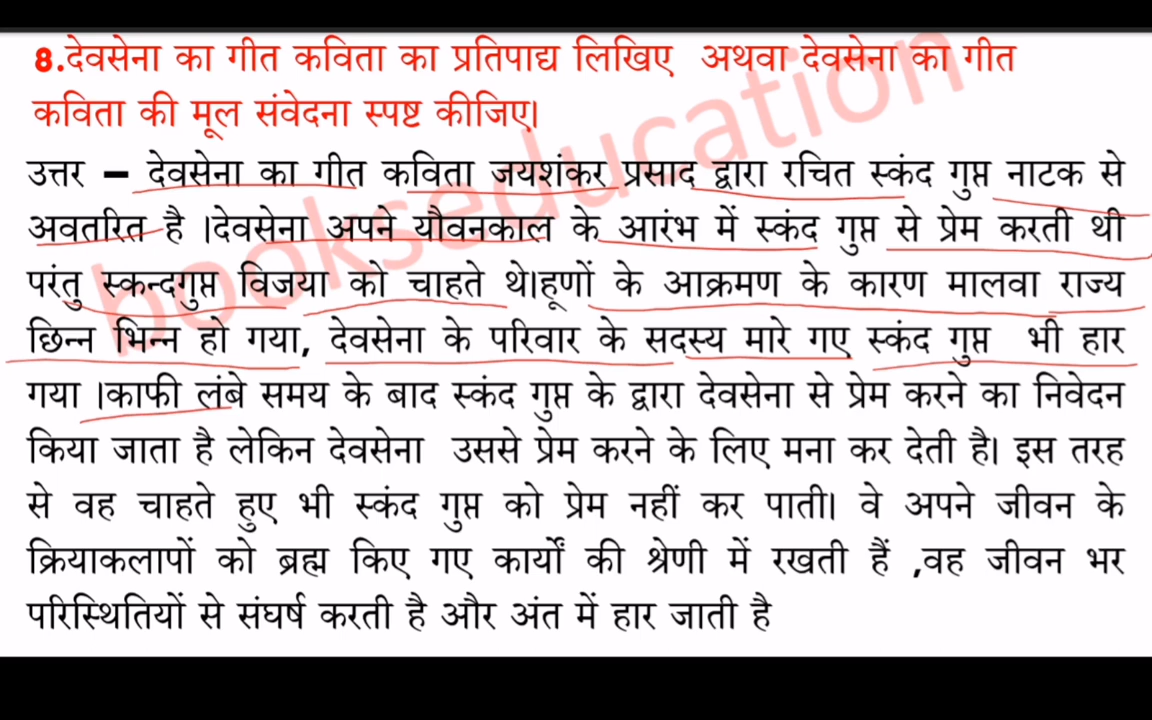 8.देवसेना का गीत कविता का प्रतिपाद्य लिखिए अथवा देवसेना का गीत
कविता की मूल संवेदना स्पष्ट कीजिए।
उत्तर – देवसेना का गीत कविता जयशंकर प्रसाद द्वारा रचित स्कंद गुप्त नाटक से
अवतरित है ।देवसेना अपने यौवनकाल के आरंभ में स्कंद गुप्त से प्रेम करती थी
परंतु स्कन्दगुप्त विजया को चाहते थे।हूणों के आक्रमण के कारण मालवा राज्य
छिन्न भिन्न हो गया, देवसेना के परिवार के सदस्य मारे गए स्कंद गुप्त भी हार
गया ।काफी लंबे समय के बाद स्कंद गुप्त के द्वारा देवसेना से प्रेम करने का निवेदन
किया जाता है लेकिन देवसेना उससे प्रेम करने के लिए मना कर देती है। इस तरह
से वह चाहते हुए भी स्कंद गुप्त को प्रेम नहीं कर पाती। वे अपने जीवन के
क्रियाकलापों को ब्रह्म किए गए कार्यों की श्रेणी में रखती हैं ,वह जीवन भर
परिस्थितियों से संघर्ष करती है और अंत में हार जाती है
bookseducation